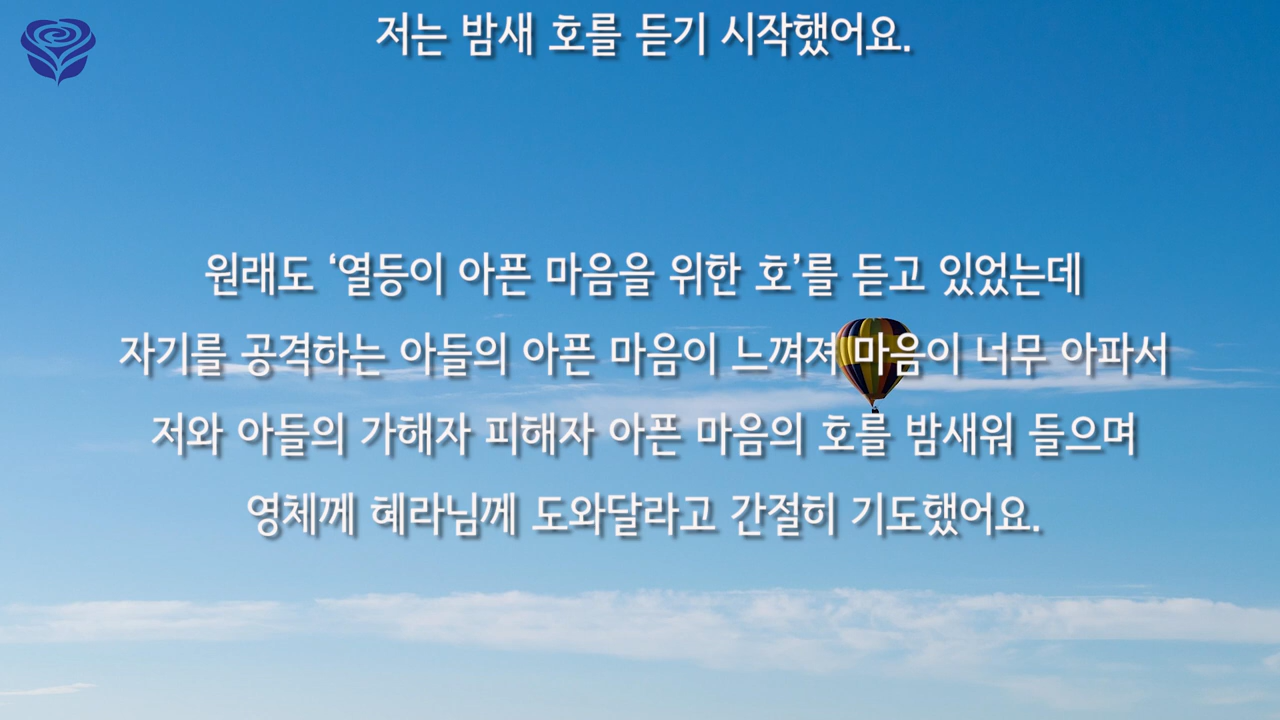 저는 밤새 호를 듣기 시작했어요.
원래도 ‘열등이 아픈 마음을 위한 호’를 듣고 있었는데
자기를 공격하는 아들의 아픈 마음이 느껴져 마음이 너무 아파서
저와 아들의 가해자 피해자 아픈 마음의 호를 밤새워 들으며
영체께 혜라님께 도와달라고 간절히 기도했어요.